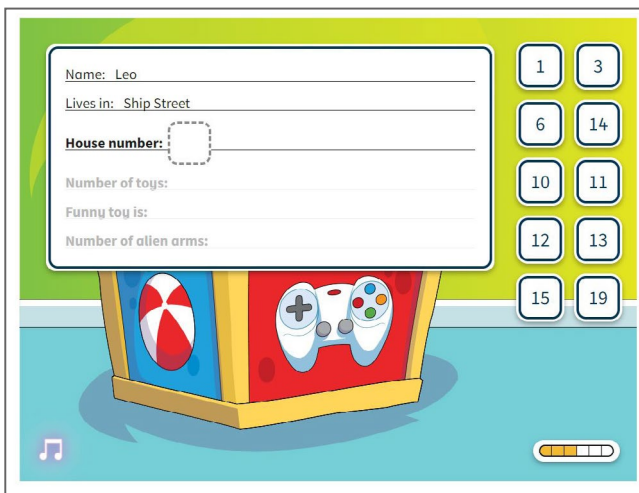 Name: Leo
Lives in: Ship Street
House number:
Number of toys:
Funny toy is:
Number of alien arms:
1 3
6 14
10 11
12 13
15 19